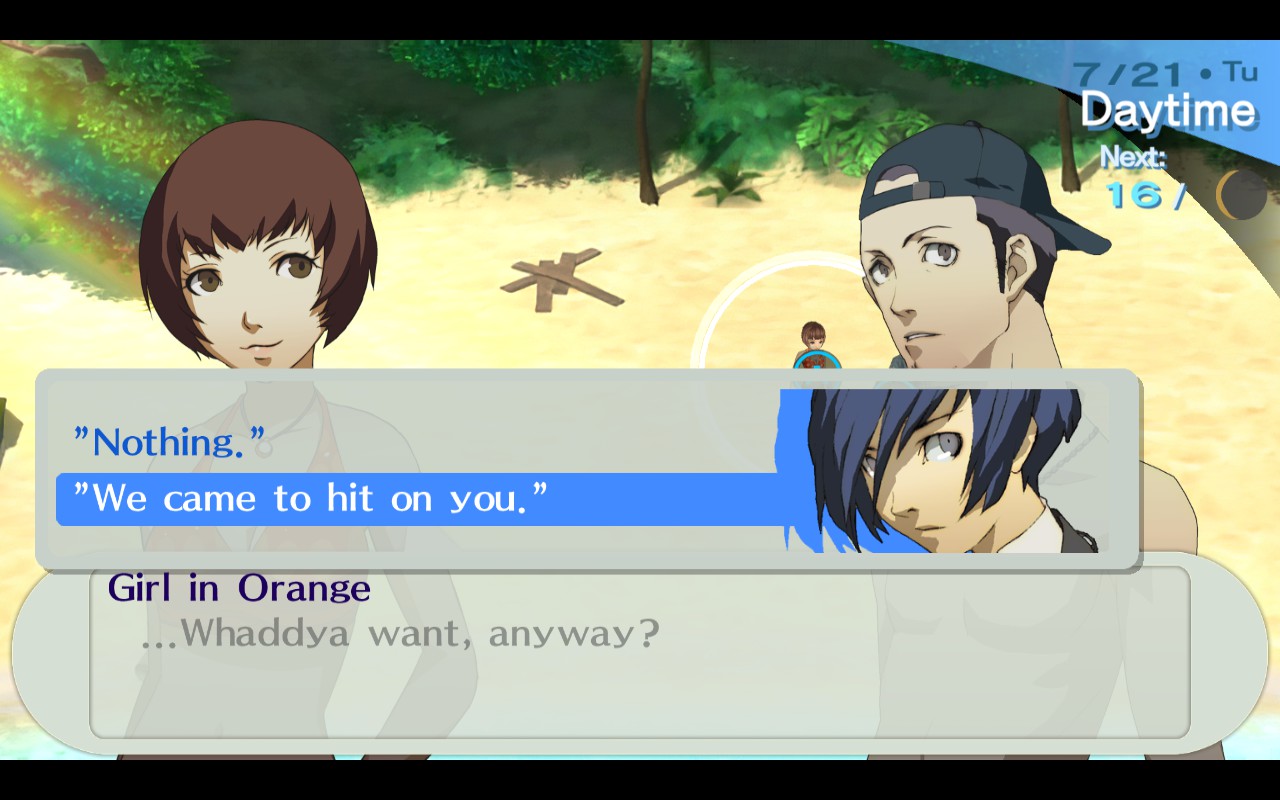 7/21 • Tu
Daytime
Next:
16/
”Nothing.”
”We came to hit on you.”
Girl in Orange
...Whaddya want, anyway?